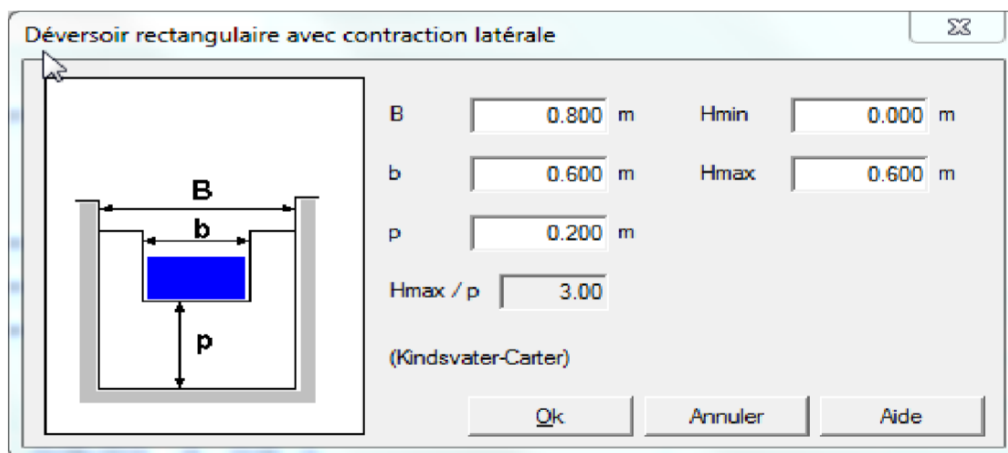 Déversoir rectangulaire avec contraction latérale
B
b
p
B 0.800 m Hmin 0.000 m
b 0.600 m Hmax 0.600 m
p 0.200 m
Hmax / p 3.00
(Kindsvater-Carter)
Ok Annuler Aide